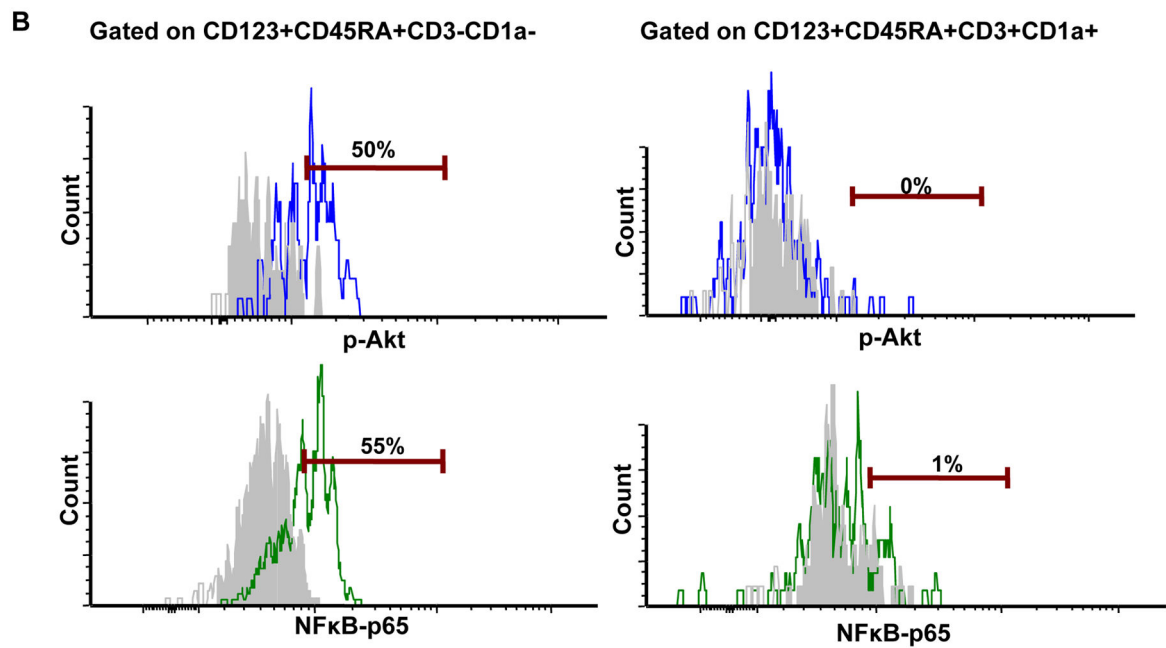 B
Gated on CD123+CD45RA+CD3-CD1a-
Gated on CD123+CD45RA+CD3+CD1a+
Count
50%
p-Akt
Count
0%
p-Akt
Count
55%
NFκB-p65
Count
1%
NFκB-p65